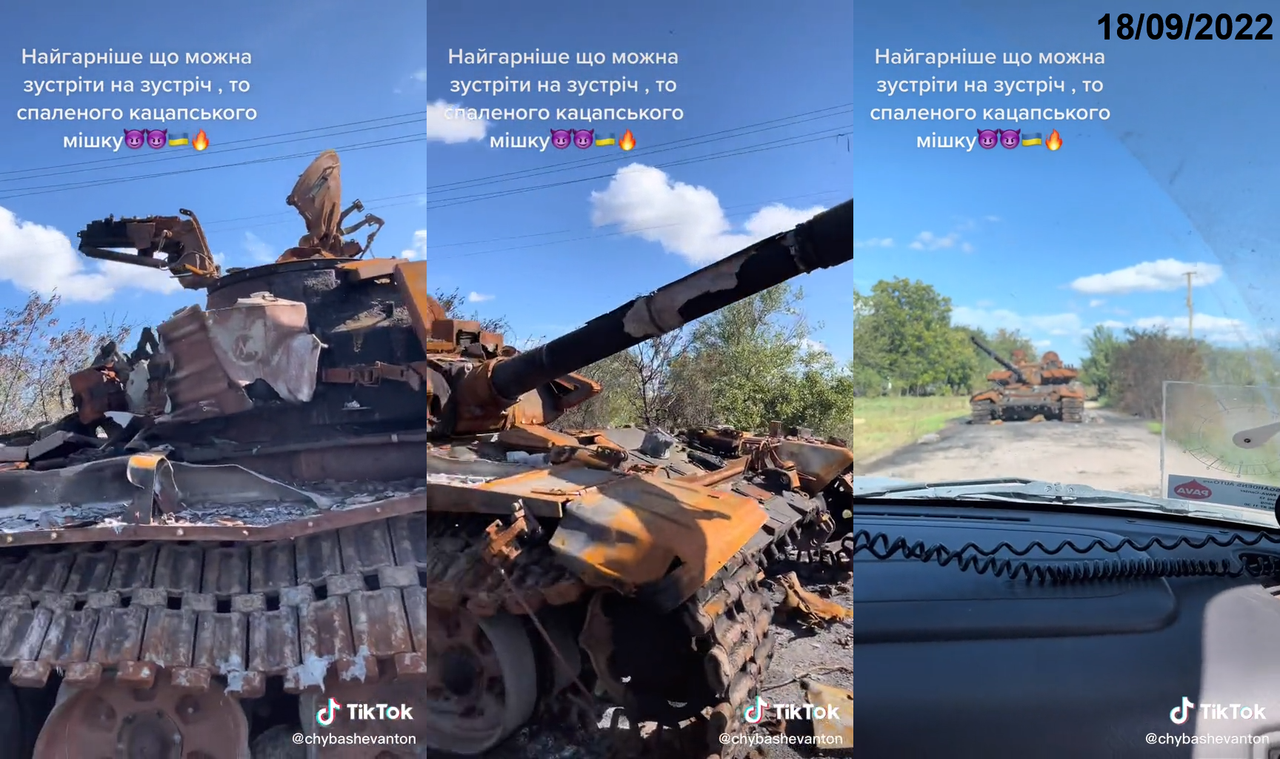 18/09/2022
Найгарніше що можна
зустріти на зустріч , то
спаленого кацапського
мішку😈😈🇺🇦🔥
TikTok
@chybashevanton
Найгарніше що можна
зустріти на зустріч , то
спаленого кацапського
мішку😈😈🇺🇦🔥
TikTok
@chybashevanton
Найгарніше що можна
зустріти на зустріч , то
спаленого кацапського
мішку😈😈🇺🇦🔥
PAVA
TikTok
@chybashevanton